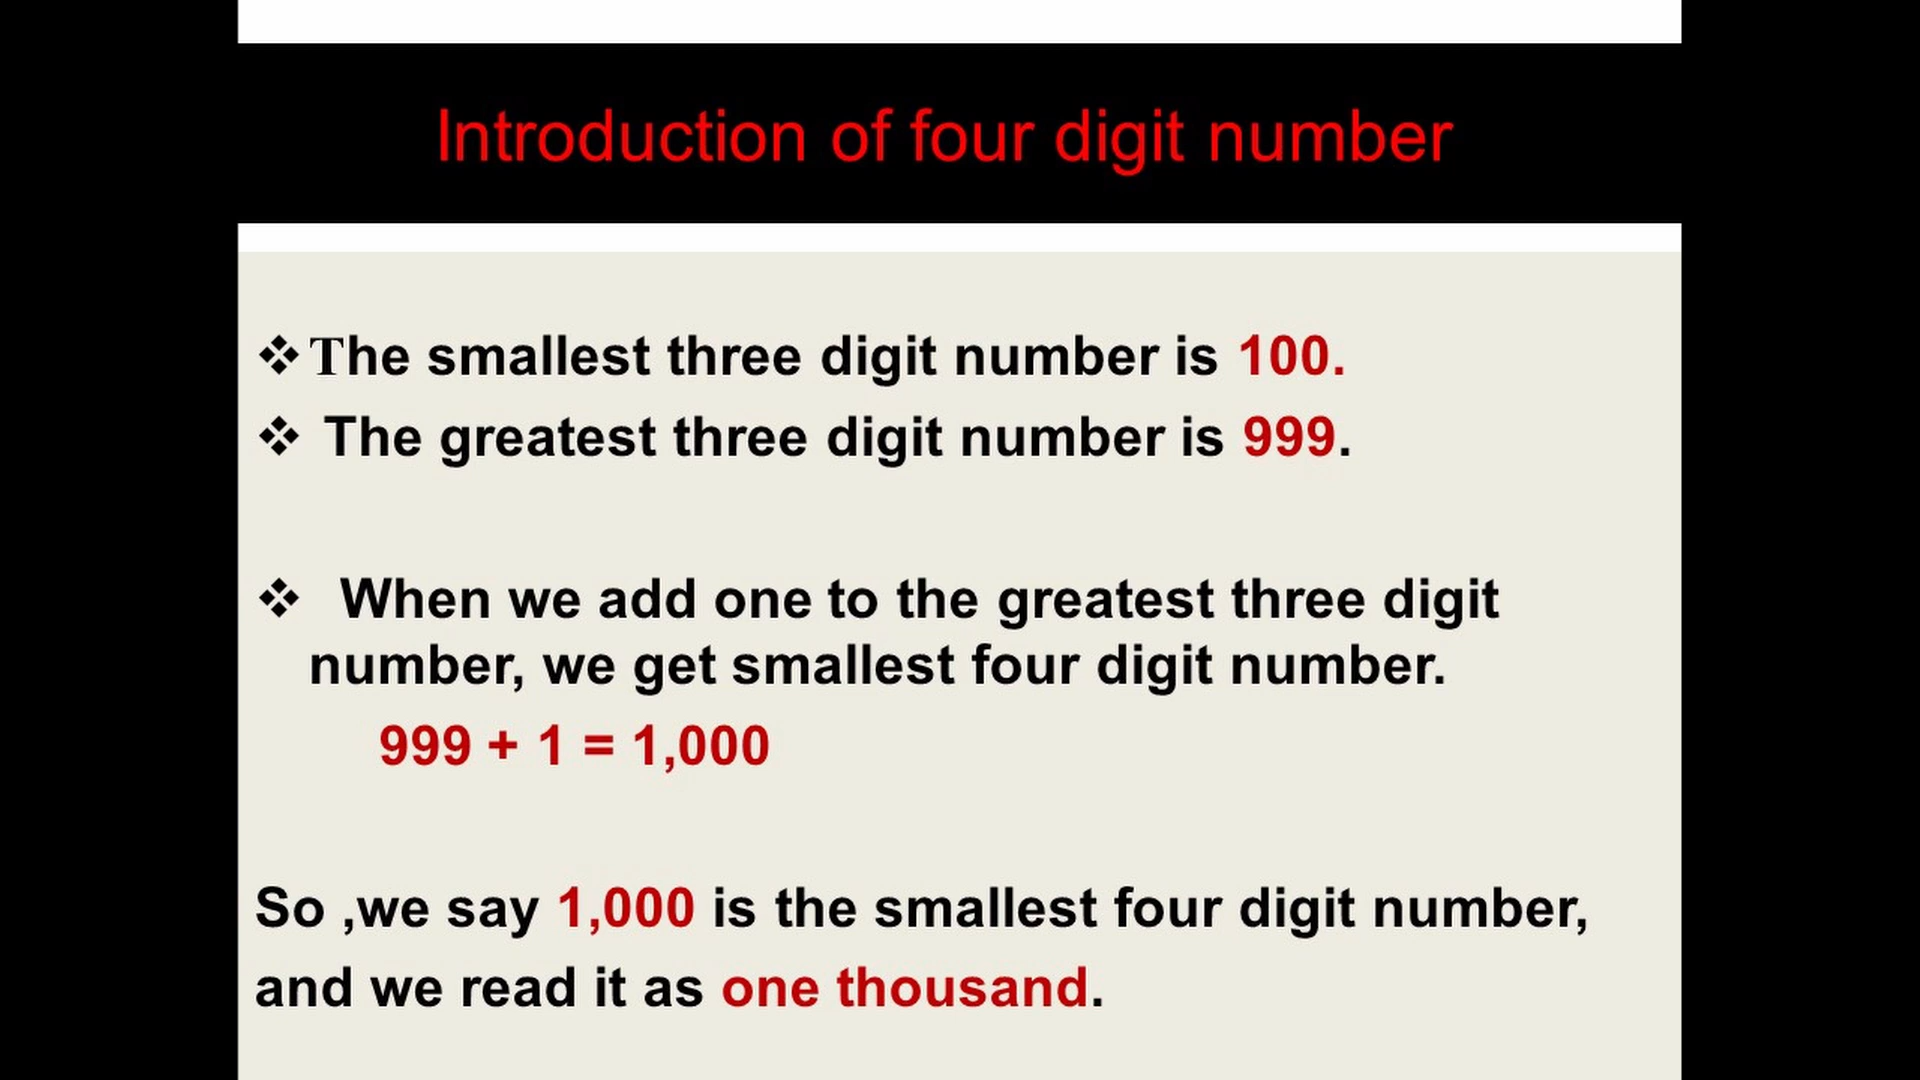 Introduction of four digit number
❖ The smallest three digit number is 100.
❖ The greatest three digit number is 999.
❖ When we add one to the greatest three digit
number, we get smallest four digit number.
999 + 1 = 1,000
So ,we say 1,000 is the smallest four digit number,
and we read it as one thousand.